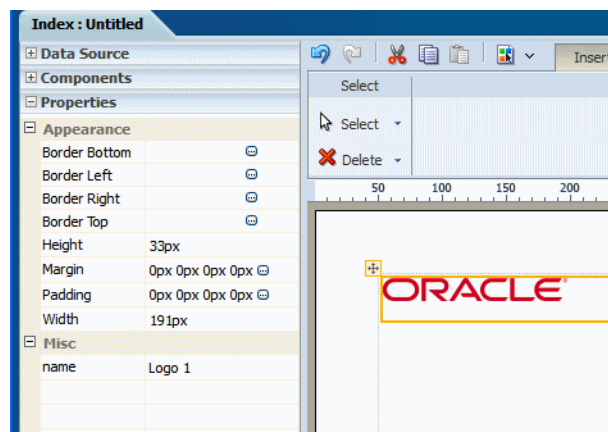 Index : Untitled
Data Source
Components
Properties
Appearance
Border Bottom
Border Left
Border Right
Border Top
Height 33px
Margin 0px 0px 0px 0px
Padding 0px 0px 0px 0px
Width 191px
Misc
name Logo 1
Insert
Select
Select
Delete
50 100 150 200
ORACLE